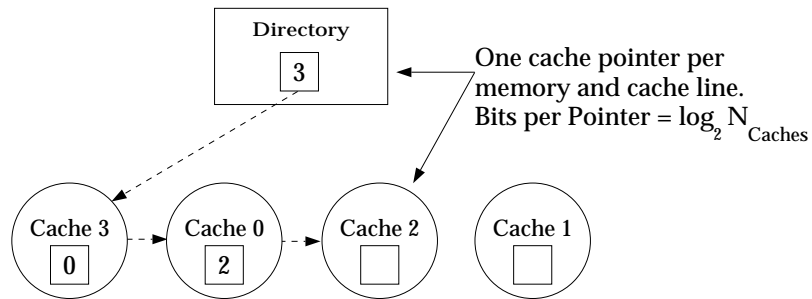 Directory
3
One cache pointer per
memory and cache line.
Bits per Pointer = log₂ N_Caches
Cache 3
0
Cache 0
2
Cache 2
Cache 1